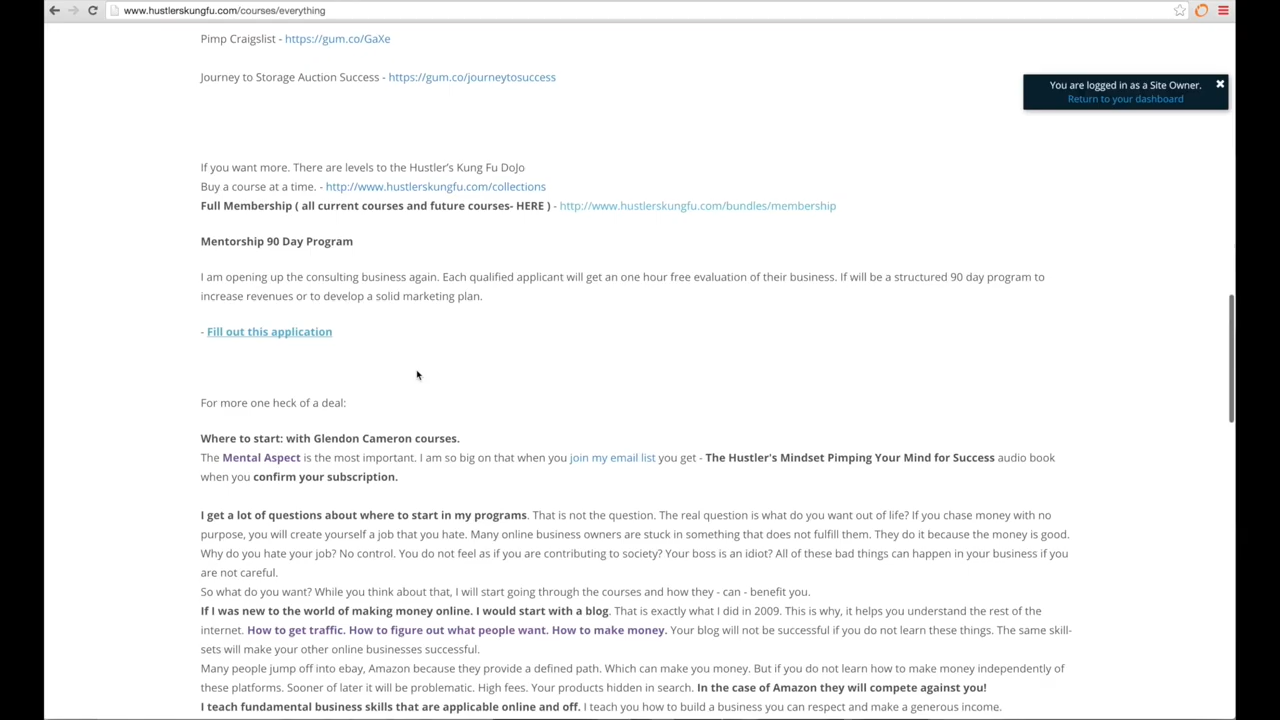 www.hustlerskungfu.com/courses/everything
Pimp Craigslist - https://gum.co/GaXe
Journey to Storage Auction Success - https://gum.co/journeytosuccess
You are logged in as a Site Owner.
Return to your dashboard
If you want more. There are levels to the Hustler's Kung Fu DoJo
Buy a course at a time. - http://www.hustlerskungfu.com/collections
Full Membership ( all current courses and future courses- HERE ) - http://www.hustlerskungfu.com/bundles/membership
Mentorship 90 Day Program
I am opening up the consulting business again. Each qualified applicant will get an one hour free evaluation of their business. If will be a structured 90 day program to
increase revenues or to develop a solid marketing plan.
- Fill out this application
For more one heck of a deal:
Where to start: with Glendon Cameron courses.
The Mental Aspect is the most important. I am so big on that when you join my email list you get - The Hustler's Mindset Pimping Your Mind for Success audio book
when you confirm your subscription.
I get a lot of questions about where to start in my programs. That is not the question. The real question is what do you want out of life? If you chase money with no
purpose, you will create yourself a job that you hate. Many online business owners are stuck in something that does not fulfill them. They do it because the money is good.
Why do you hate your job? No control. You do not feel as if you are contributing to society? Your boss is an idiot? All of these bad things can happen in your business if you
are not careful.
So what do you want? While you think about that, I will start going through the courses and how they - can - benefit you.
If I was new to the world of making money online. I would start with a blog. That is exactly what I did in 2009. This is why, it helps you understand the rest of the
internet. How to get traffic. How to figure out what people want. How to make money. Your blog will not be successful if you do not learn these things. The same skill-
sets will make your other online businesses successful.
Many people jump off into ebay, Amazon because they provide a defined path. Which can make you money. But if you do not learn how to make money independently of
these platforms. Sooner of later it will be problematic. High fees. Your products hidden in search. In the case of Amazon they will compete against you!
I teach fundamental business skills that are applicable online and off. I teach you how to build a business you can respect and make a generous income.